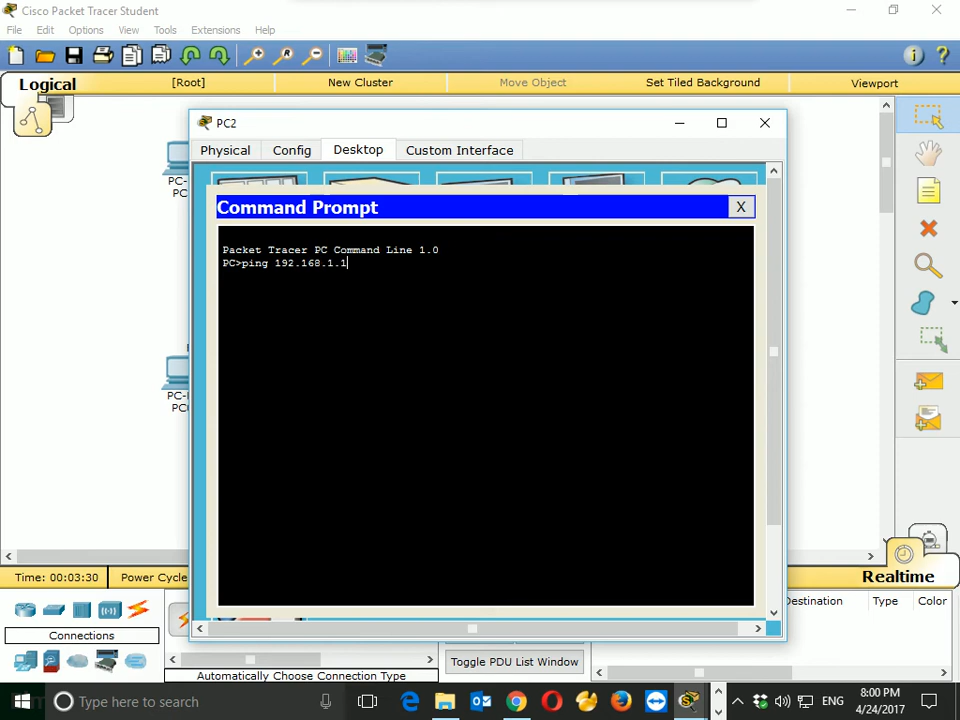 Cisco Packet Tracer Student
File Edit Options View Tools Extensions Help
Logical [Root] New Cluster Move Object Set Tiled Background Viewport
PC2
Physical Config Desktop Custom Interface
Command Prompt X
Packet Tracer PC Command Line 1.0
PC>ping 192.168.1.1
PC-
PC
PC-
Time: 00:03:30 Power Cycle
Realtime
Destination Type Color
Connections
Toggle PDU List Window
Automatically Choose Connection Type
Type here to search
ENG
8:00 PM
4/24/2017